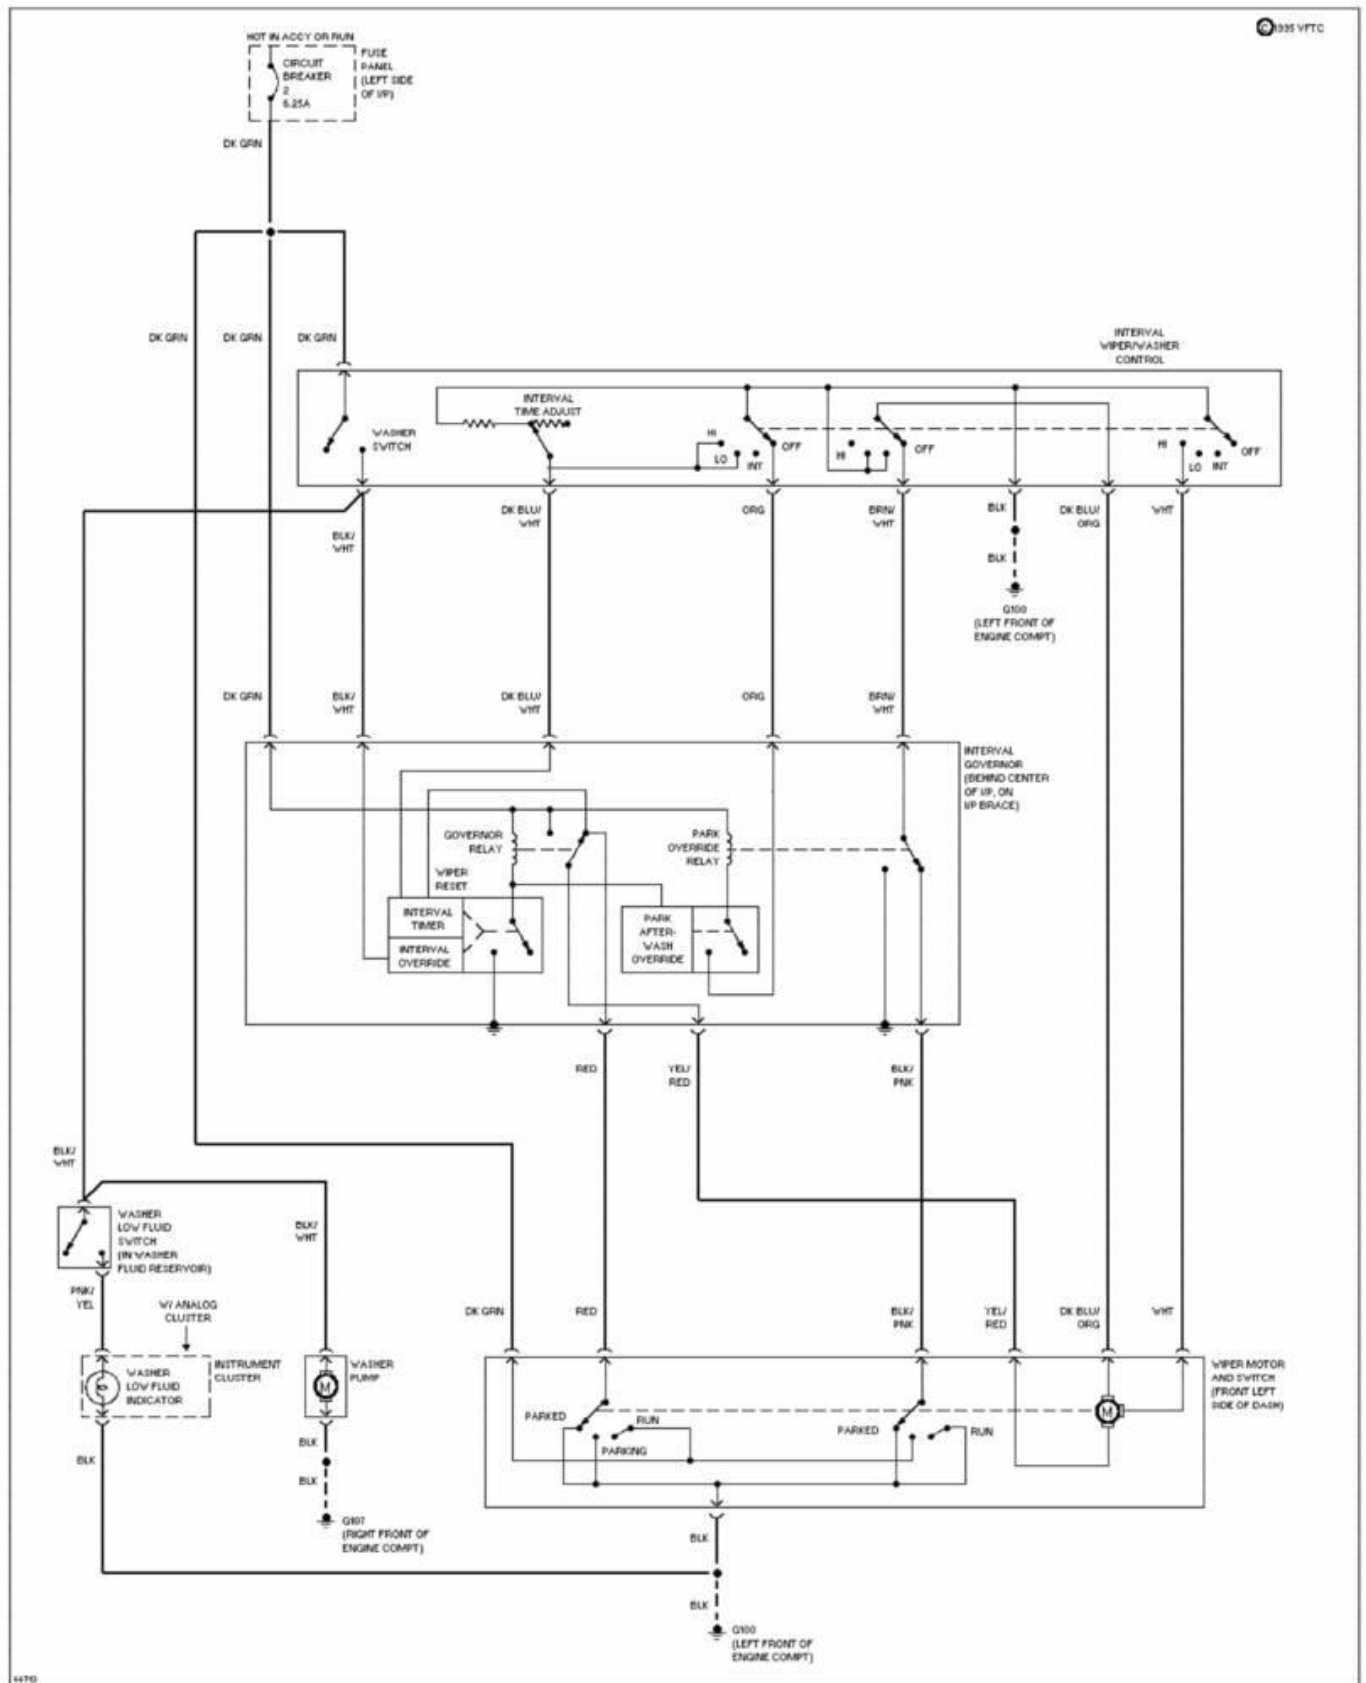 © 1995 VFTC
HOT IN ACCY OR RUN
CIRCUIT
BREAKER
2
6.25A
FUSE
PANEL
(LEFT SIDE
OF I/P)
DK GRN
DK GRN
DK GRN
DK GRN
INTERVAL
WIPER/WASHER
CONTROL
WASHER
SWITCH
INTERVAL
TIME ADJUST
HI
LO
INT
OFF
HI
OFF
HI
LO
INT
OFF
BLK/
WHT
DK BLU/
WHT
ORG
BRN/
WHT
BLK
DK BLU/
ORG
WHT
BLK
G100
(LEFT FRONT OF
ENGINE COMPT)
DK GRN
BLK/
WHT
DK BLU/
WHT
ORG
BRN/
WHT
INTERVAL
GOVERNOR
(BEHIND CENTER
OF I/P, ON
I/P BRACE)
GOVERNOR
RELAY
PARK
OVERRIDE
RELAY
WIPER
RESET
INTERVAL
TIMER
INTERVAL
OVERRIDE
PARK
AFTER-
WASH
OVERRIDE
RED
YEL/
RED
BLK/
PNK
BLK/
WHT
WASHER
LOW FLUID
SWITCH
(IN WASHER
FLUID RESERVOIR)
BLK/
WHT
PNK/
YEL
W/ ANALOG
CLUSTER
DK GRN
RED
BLK/
PNK
YEL/
RED
DK BLU/
ORG
WHT
WASHER
LOW FLUID
INDICATOR
INSTRUMENT
CLUSTER
M
WASHER
PUMP
WIPER MOTOR
AND SWITCH
(FRONT LEFT
SIDE OF DASH)
PARKED
RUN
PARKING
PARKED
RUN
M
BLK
BLK
BLK
G107
(RIGHT FRONT OF
ENGINE COMPT)
BLK
BLK
G100
(LEFT FRONT OF
ENGINE COMPT)